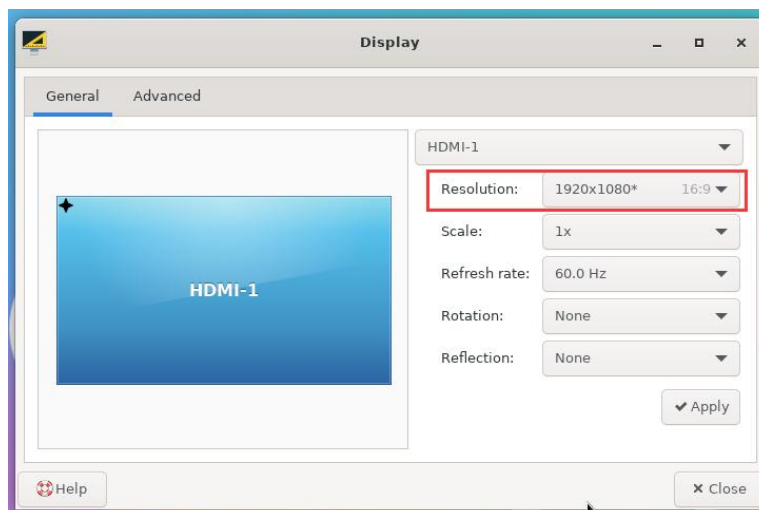 Display
General Advanced
HDMI-1
Resolution: 1920x1080* 16:9
Scale: 1x
Refresh rate: 60.0 Hz
HDMI-1
Rotation: None
Reflection: None
Apply
Help Close